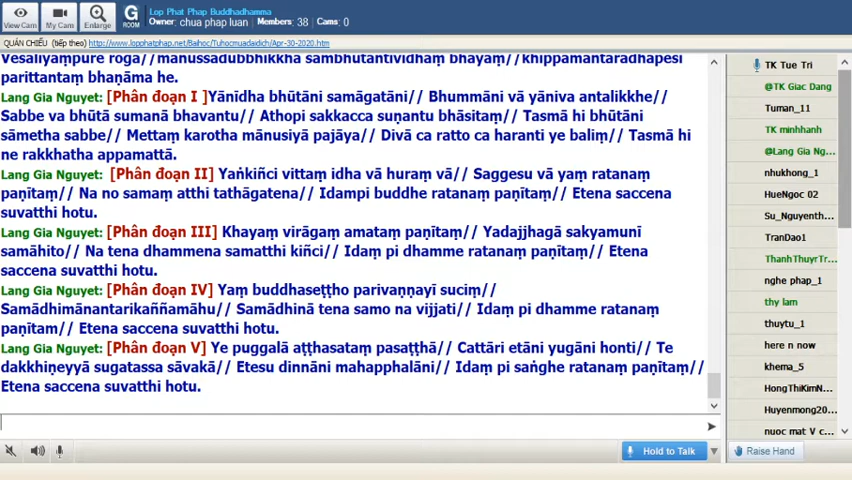 Lop Phat Phap Buddhadhamma
Owner: chua phap luan Members: 38 | Cams: 0
View Cam
My Cam
Enlarge
G
ROOM
QUÁN CHIẾU (tiếp theo) http://www.lopphatphap.net/Baihoc/Tuhocmuadaidich/Apr-30-2020.htm
Vesāliyaṃpure rogā//manussadubbhikkha sambhūtantividhaṃ bhayaṃ//khippamantaradhāpesi
parittantaṃ bhaṇāma he.
Lang Gia Nguyet: [Phân đoạn I ]Yānidha bhūtāni samāgatāni// Bhummāni vā yāniva antalikkhe//
Sabbe va bhūtā sumanā bhavantu// Athopi sakkacca suṇantu bhāsitaṃ// Tasmā hi bhūtāni
sāmetha sabbe// Mettaṃ karotha mānusiyā pajāya// Divā ca ratto ca haranti ye baliṃ// Tasmā hi
ne rakkhatha appamattā.
Lang Gia Nguyet: [Phân đoạn II] Yaṅkiñci vittaṃ idha vā huraṃ vā// Saggesu vā yaṃ ratanaṃ
paṇītaṃ// Na no samaṃ atthi tathāgatena// Idampi buddhe ratanaṃ paṇītaṃ// Etena saccena
suvatthi hotu.
Lang Gia Nguyet: [Phân đoạn III] Khayaṃ virāgaṃ amataṃ paṇītaṃ// Yadajjhagā sakyamunī
samāhito// Na tena dhammena samatthi kiñci// Idaṃ pi dhamme ratanaṃ paṇītaṃ// Etena
saccena suvatthi hotu.
Lang Gia Nguyet: [Phân đoạn IV] Yaṃ buddhaseṭṭho parivaṇṇayī suciṃ//
Samādhimānantarikaññamāhu// Samādhinā tena samo na vijjati// Idaṃ pi dhamme ratanaṃ
paṇītaṃ// Etena saccena suvatthi hotu.
Lang Gia Nguyet: [Phân đoạn V] Ye puggalā aṭṭhasataṃ pasaṭṭhā// Cattāri etāni yugāni honti// Te
dakkhiṇeyyā sugatassa sāvakā// Etesu dinnāni mahapphalāni// Idaṃ pi saṅghe ratanaṃ paṇītaṃ//
Etena saccena suvatthi hotu.
Hold to Talk
TK Tue Tri
@TK Giac Dang
Tuman_11
TK minhhanh
@Lang Gia Ng...
nhukhong_1
HueNgoc 02
Su_Nguyenth...
TranDao1
ThanhThuyrTr...
nghe phap_1
thy lam
thuytu_1
here n now
khema_5
HongThiKimN...
Huyenmong20...
nuoc mat V c...
Raise Hand